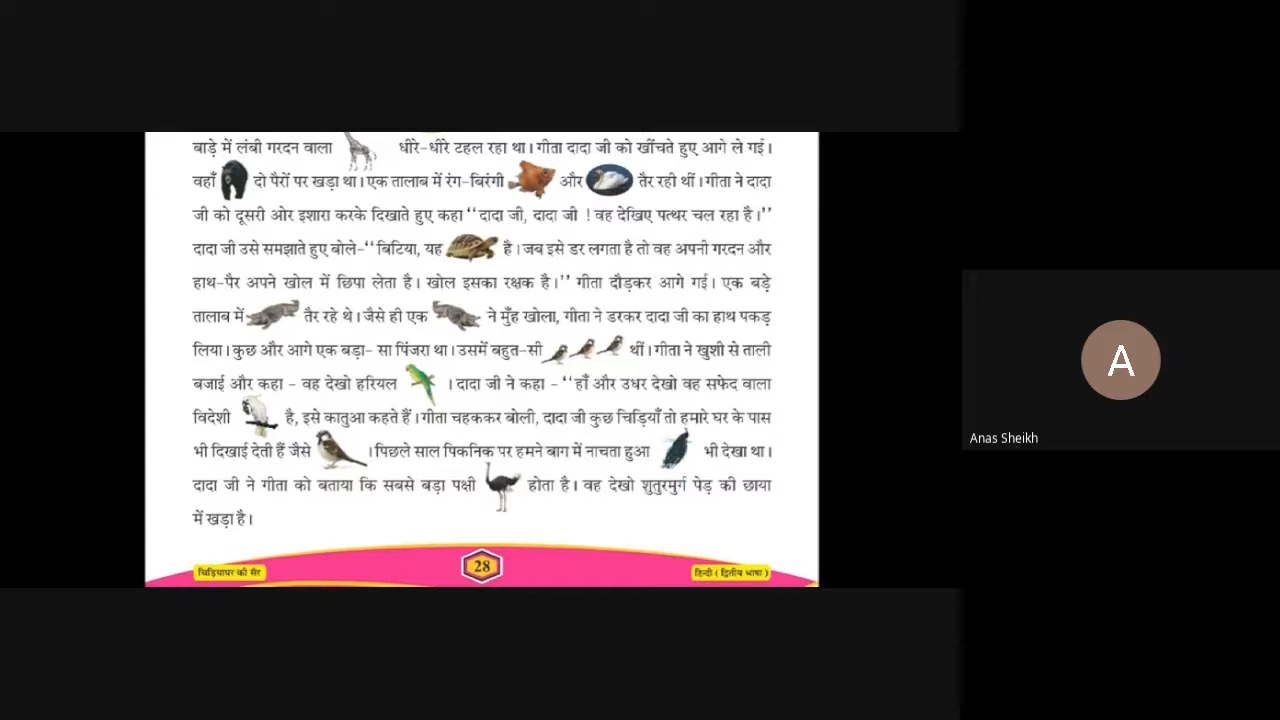 बाड़े में लंबी गरदन वाला धीरे-धीरे टहल रहा था। गीता दादा जी को खींचते हुए आगे ले गई।
वहाँ दो पैरों पर खड़ा था। एक तालाब में रंग-बिरंगी और तैर रही थीं। गीता ने दादा
जी को दूसरी ओर इशारा करके दिखाते हुए कहा ‘‘दादा जी, दादा जी ! वह देखिए पत्थर चल रहा है।’’
दादा जी उसे समझाते हुए बोले-‘‘बिटिया, यह है। जब इसे डर लगता है तो वह अपनी गरदन और
हाथ-पैर अपने खोल में छिपा लेता है। खोल इसका रक्षक है।’’ गीता दौड़कर आगे गई। एक बड़े
तालाब में तैर रहे थे। जैसे ही एक ने मुँह खोला, गीता ने डरकर दादा जी का हाथ पकड़
लिया। कुछ और आगे एक बड़ा- सा पिंजरा था। उसमें बहुत-सी थीं। गीता ने खुशी से ताली
बजाई और कहा - वह देखो हरियल । दादा जी ने कहा - ‘‘हाँ और उधर देखो वह सफेद वाला
विदेशी है, इसे कातुआ कहते हैं। गीता चहककर बोली, दादा जी कुछ चिड़ियाँ तो हमारे घर के पास
भी दिखाई देती हैं जैसे । पिछले साल पिकनिक पर हमने बाग में नाचता हुआ भी देखा था।
दादा जी ने गीता को बताया कि सबसे बड़ा पक्षी होता है। वह देखो शुतुरमुर्ग पेड़ की छाया
में खड़ा है।
चिड़ियाघर की सैर
28
हिन्दी ( द्वितीय भाषा )
A
Anas Sheikh